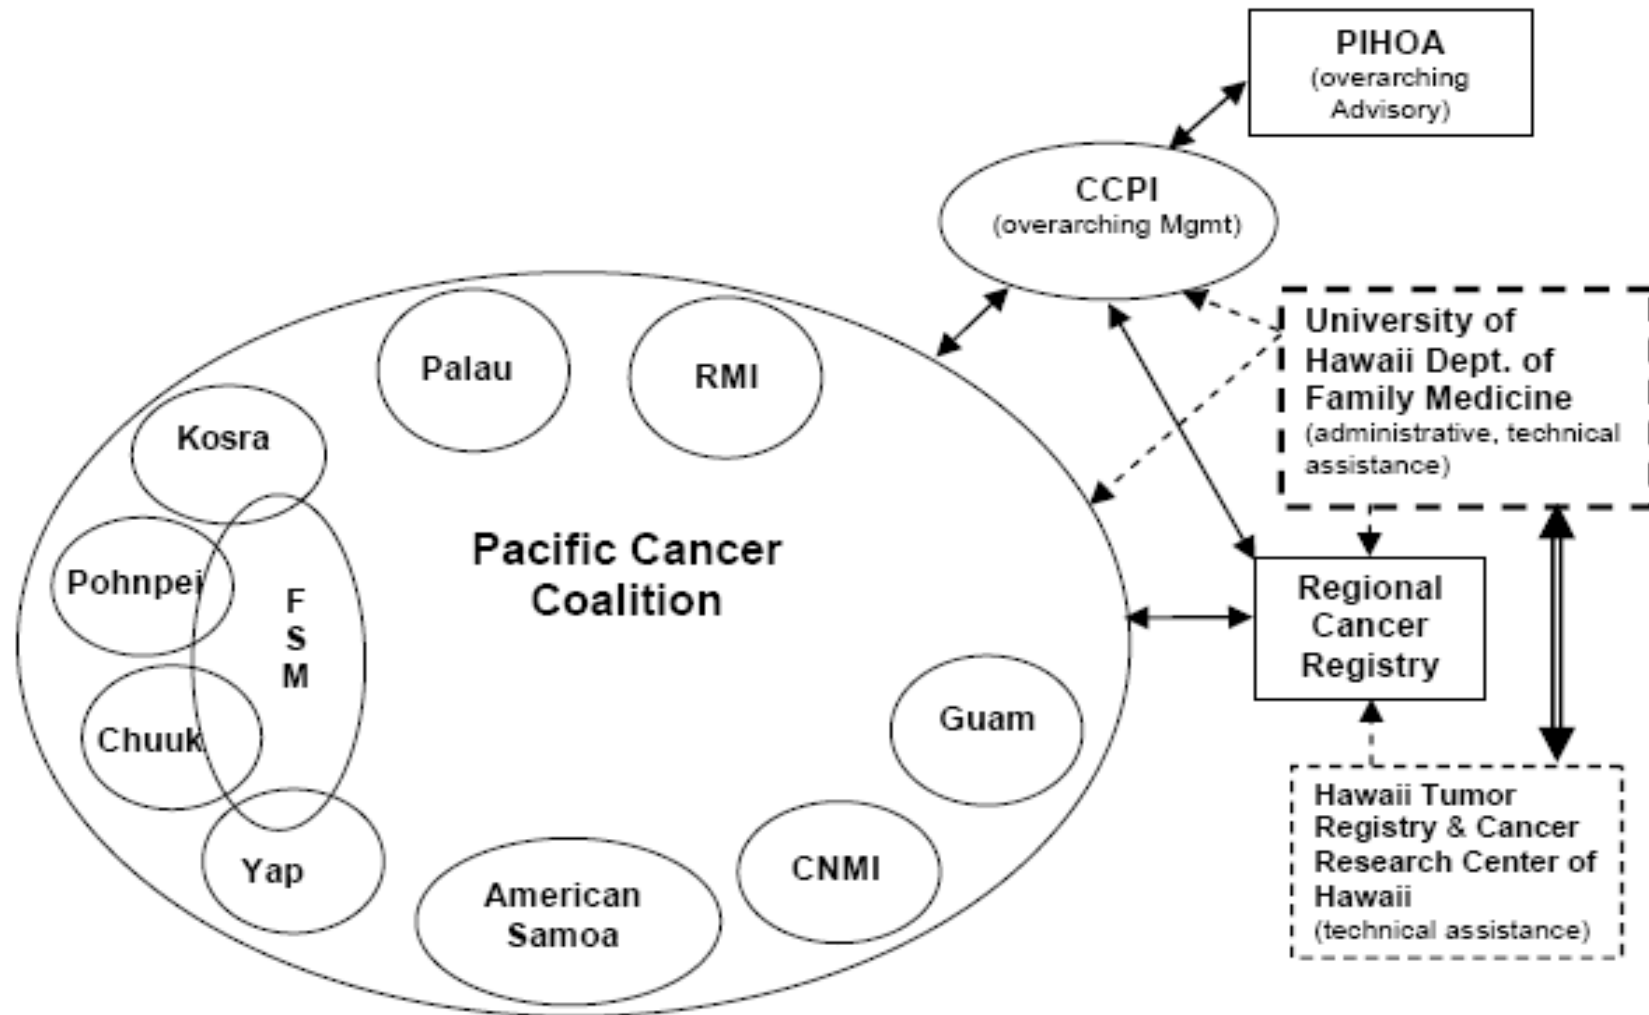 PIHOA
(overarching
Advisory)
CCPI
(overarching Mgmt)
University of
Hawaii Dept. of
Family Medicine
(administrative, technical
assistance)
Palau
RMI
Kosra
Pohnpei
Chuuk
Yap
F
S
M
Pacific Cancer
Coalition
American
Samoa
CNMI
Guam
Regional
Cancer
Registry
Hawaii Tumor
Registry & Cancer
Research Center of
Hawaii
(technical assistance)